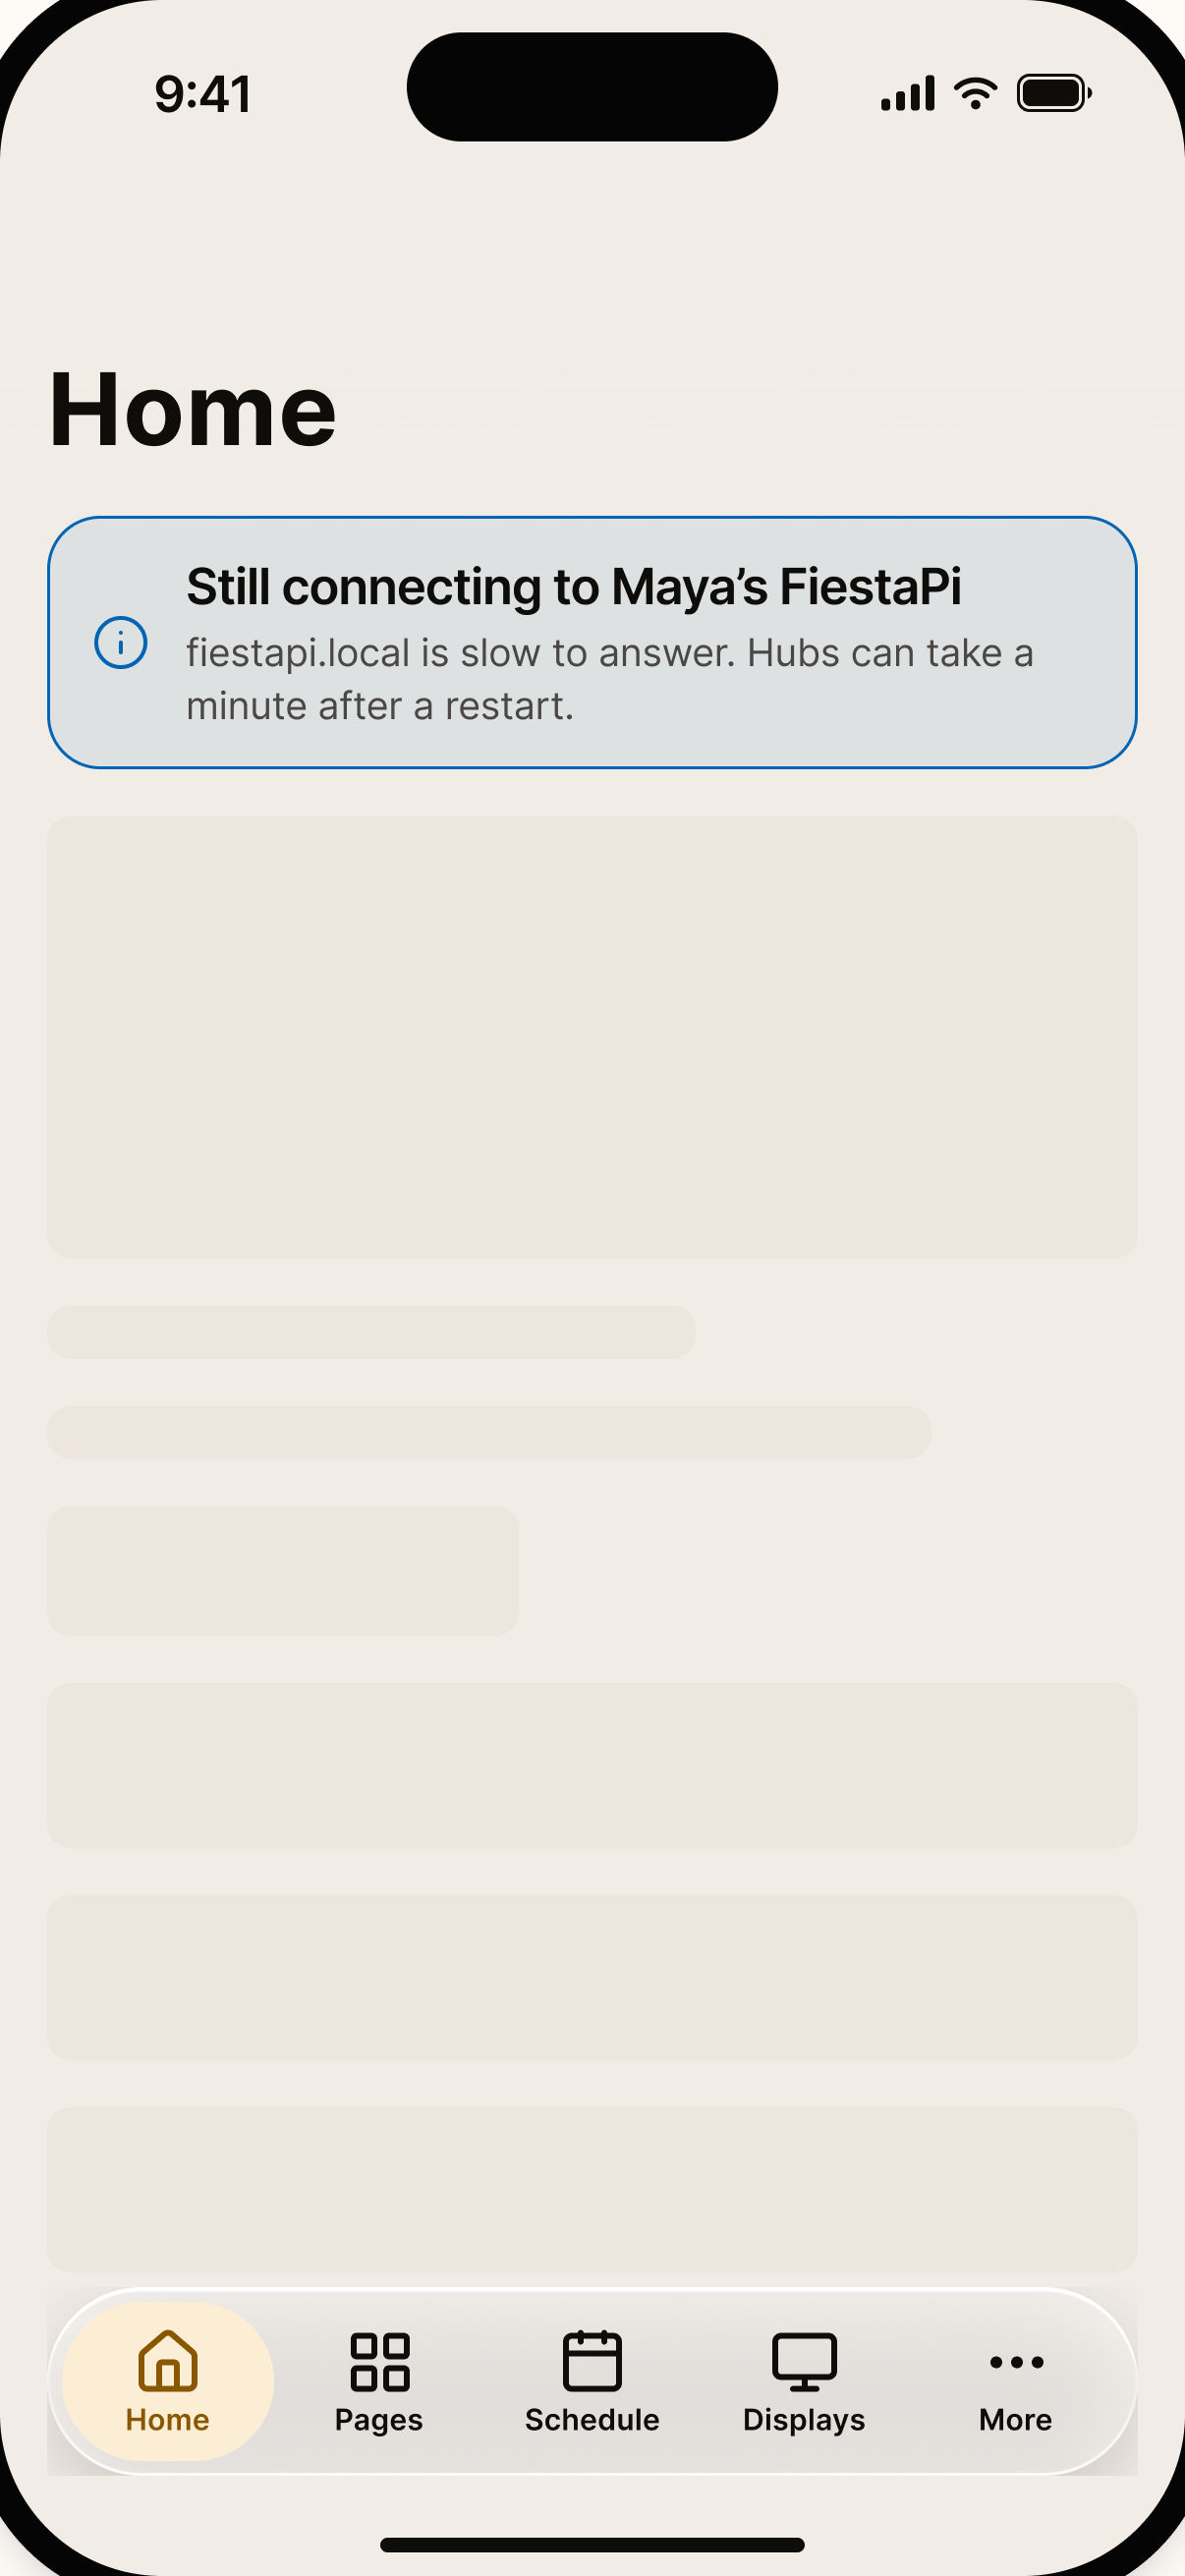 9:41
Home
Still connecting to Maya’s FiestaPi
fiestapi.local is slow to answer. Hubs can take a
minute after a restart.
Home
Pages
Schedule
Displays
More